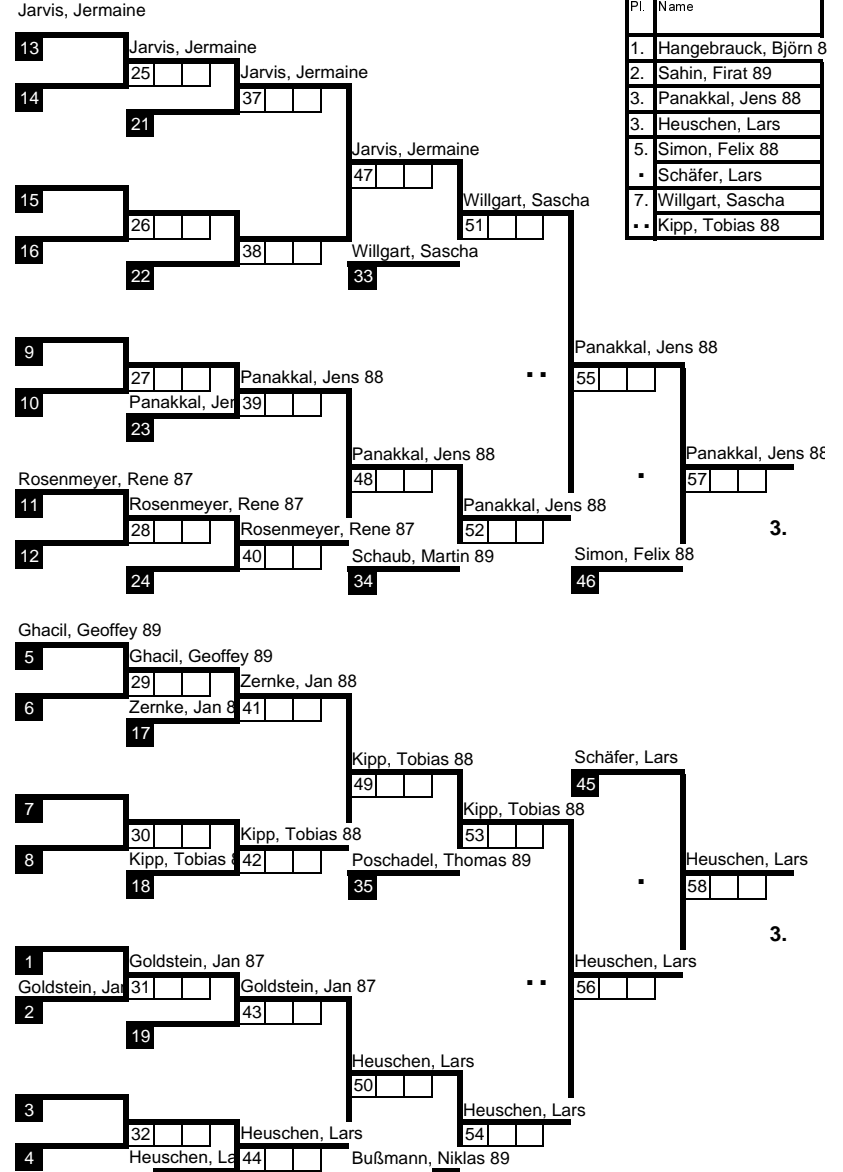 Jarvis, Jermaine
Pl. Name
13 Jarvis, Jermaine
1. Hangebrauck, Björn 8
25 Jarvis, Jermaine
2. Sahin, Firat 89
14 37
3. Panakkal, Jens 88
21
3. Heuschen, Lars
Jarvis, Jermaine
5. Simon, Felix 88
47
· Schäfer, Lars
15 Willgart, Sascha
7. Willgart, Sascha
26 51
·· Kipp, Tobias 88
16 38 Willgart, Sascha
22 33
9 Panakkal, Jens 88
27 Panakkal, Jens 88 ·· 55
10 Panakkal, Jer 39
23
Panakkal, Jens 88 Panakkal, Jens 88
Rosenmeyer, Rene 87 48 · 57
11 Rosenmeyer, Rene 87 Panakkal, Jens 88
28 Rosenmeyer, Rene 87 52 3.
12 40 Schaub, Martin 89 Simon, Felix 88
24 34 46
Ghacil, Geoffey 89
5 Ghacil, Geoffey 89
29 Zernke, Jan 88
6 Zernke, Jan 8 41
17
Kipp, Tobias 88 Schäfer, Lars
49 45
7 Kipp, Tobias 88
30 Kipp, Tobias 88 53
8 Kipp, Tobias 8 42 Poschadel, Thomas 89 Heuschen, Lars
18 35 · 58
3.
1 Goldstein, Jan 87 Heuschen, Lars
Goldstein, Jan 31 Goldstein, Jan 87 ·· 56
2 43
19
Heuschen, Lars
50
3 Heuschen, Lars
32 Heuschen, Lars 54
4 Heuschen, La 44 Bußmann, Niklas 89